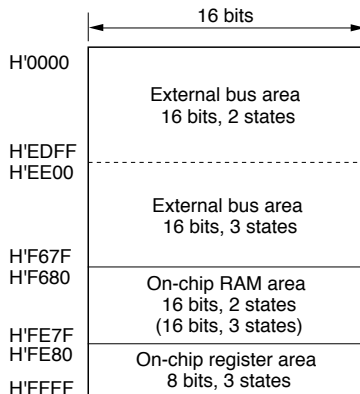 16 bits
H'0000
External bus area
16 bits, 2 states
H'EDFF
H'EE00
External bus area
16 bits, 3 states
H'F67F
H'F680
On-chip RAM area
16 bits, 2 states
(16 bits, 3 states)
H'FE7F
H'FE80
On-chip register area
8 bits, 3 states
H'FFFF